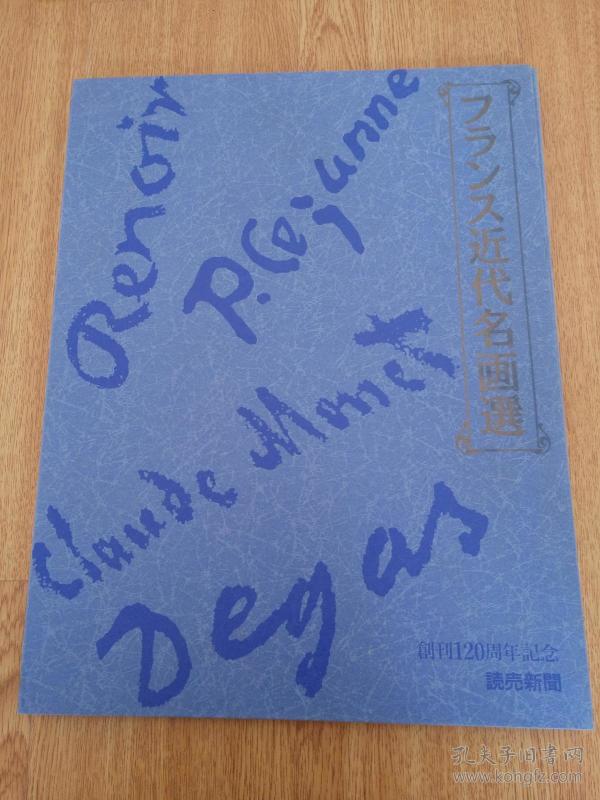 フランス近代名画選
Renoir
P. Cezanne
Claude Monet
Degas
創刊120周年記念
読売新聞
孔夫子旧书网
www.kongfz.com